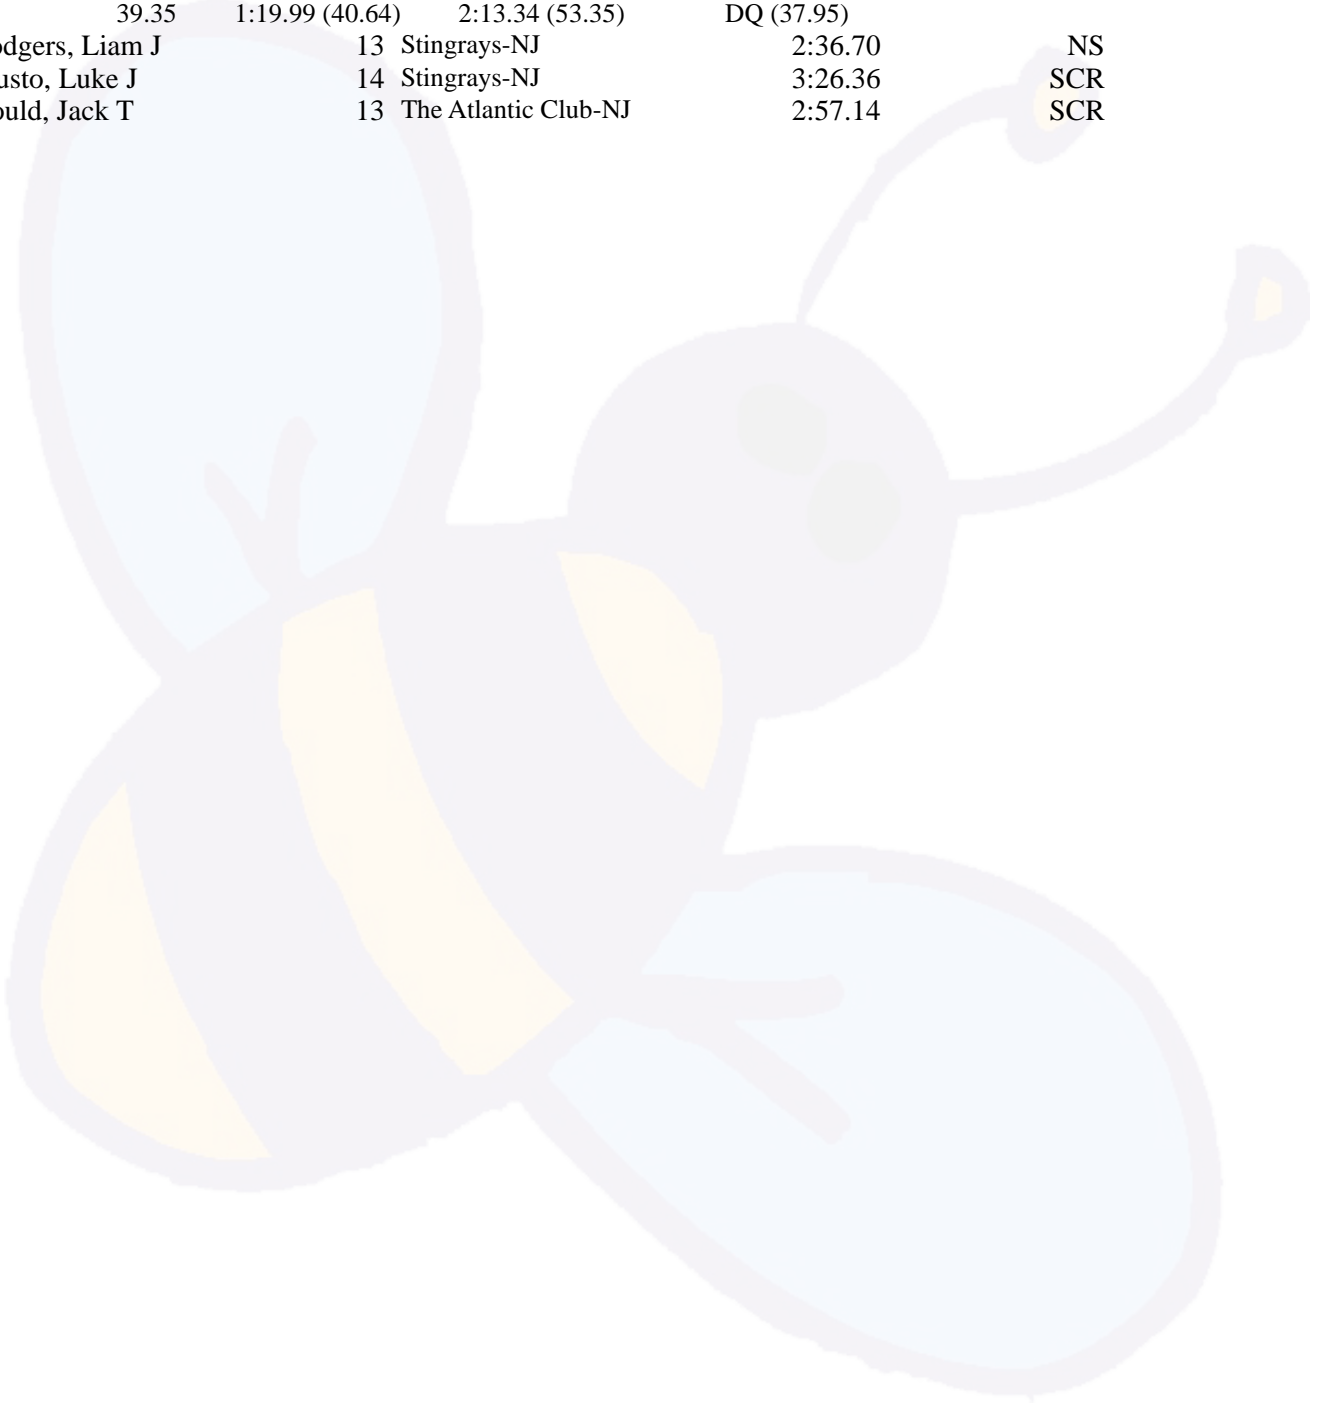 39.35 1:19.99 (40.64) 2:13.34 (53.35) DQ (37.95)
odgers, Liam J 13 Stingrays-NJ 2:36.70 NS
usto, Luke J 14 Stingrays-NJ 3:26.36 SCR
ould, Jack T 13 The Atlantic Club-NJ 2:57.14 SCR